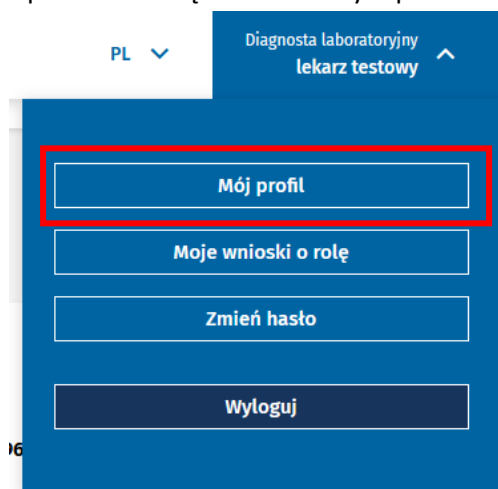 PL
Diagnosta laboratoryjny
lekarz testowy
Mój profil
Moje wnioski o rolę
Zmień hasło
Wyloguj